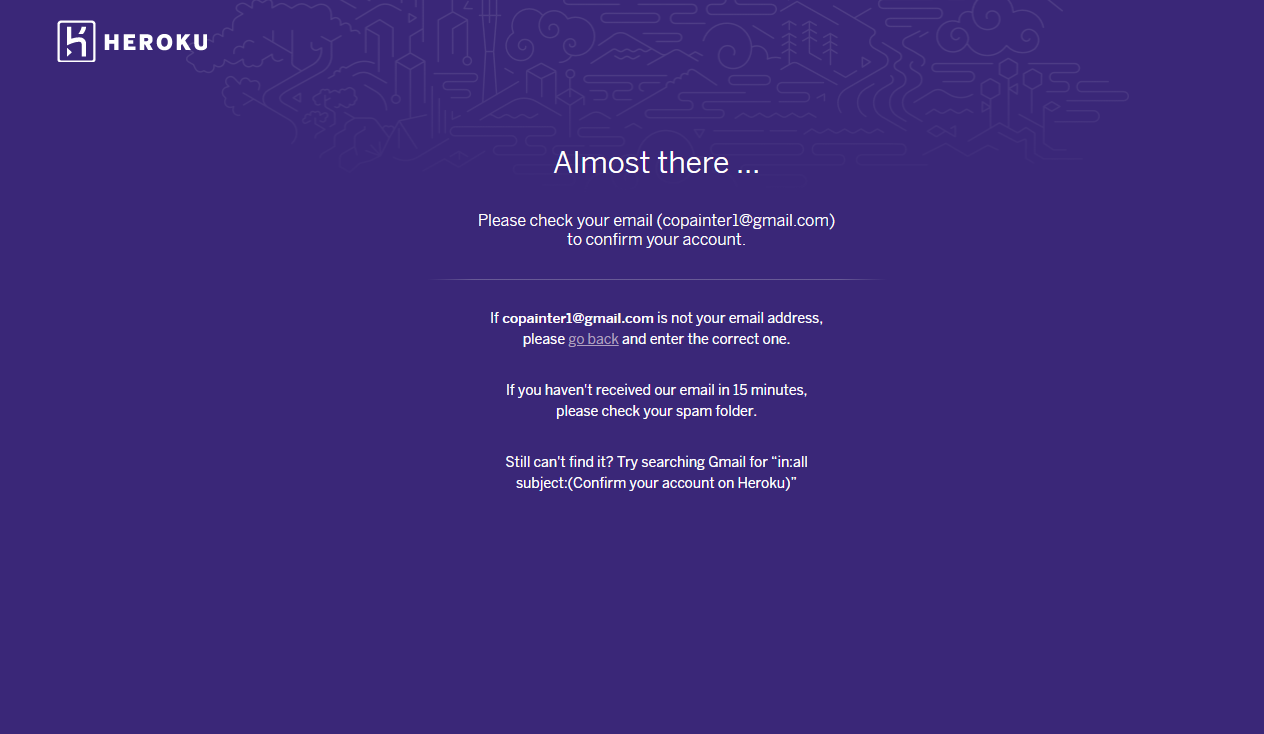 HEROKU
Almost there ...
Please check your email (copainter1@gmail.com)
to confirm your account.
If copainter1@gmail.com is not your email address,
please go back and enter the correct one.
If you haven't received our email in 15 minutes,
please check your spam folder.
Still can't find it? Try searching Gmail for “in:all
subject:(Confirm your account on Heroku)”